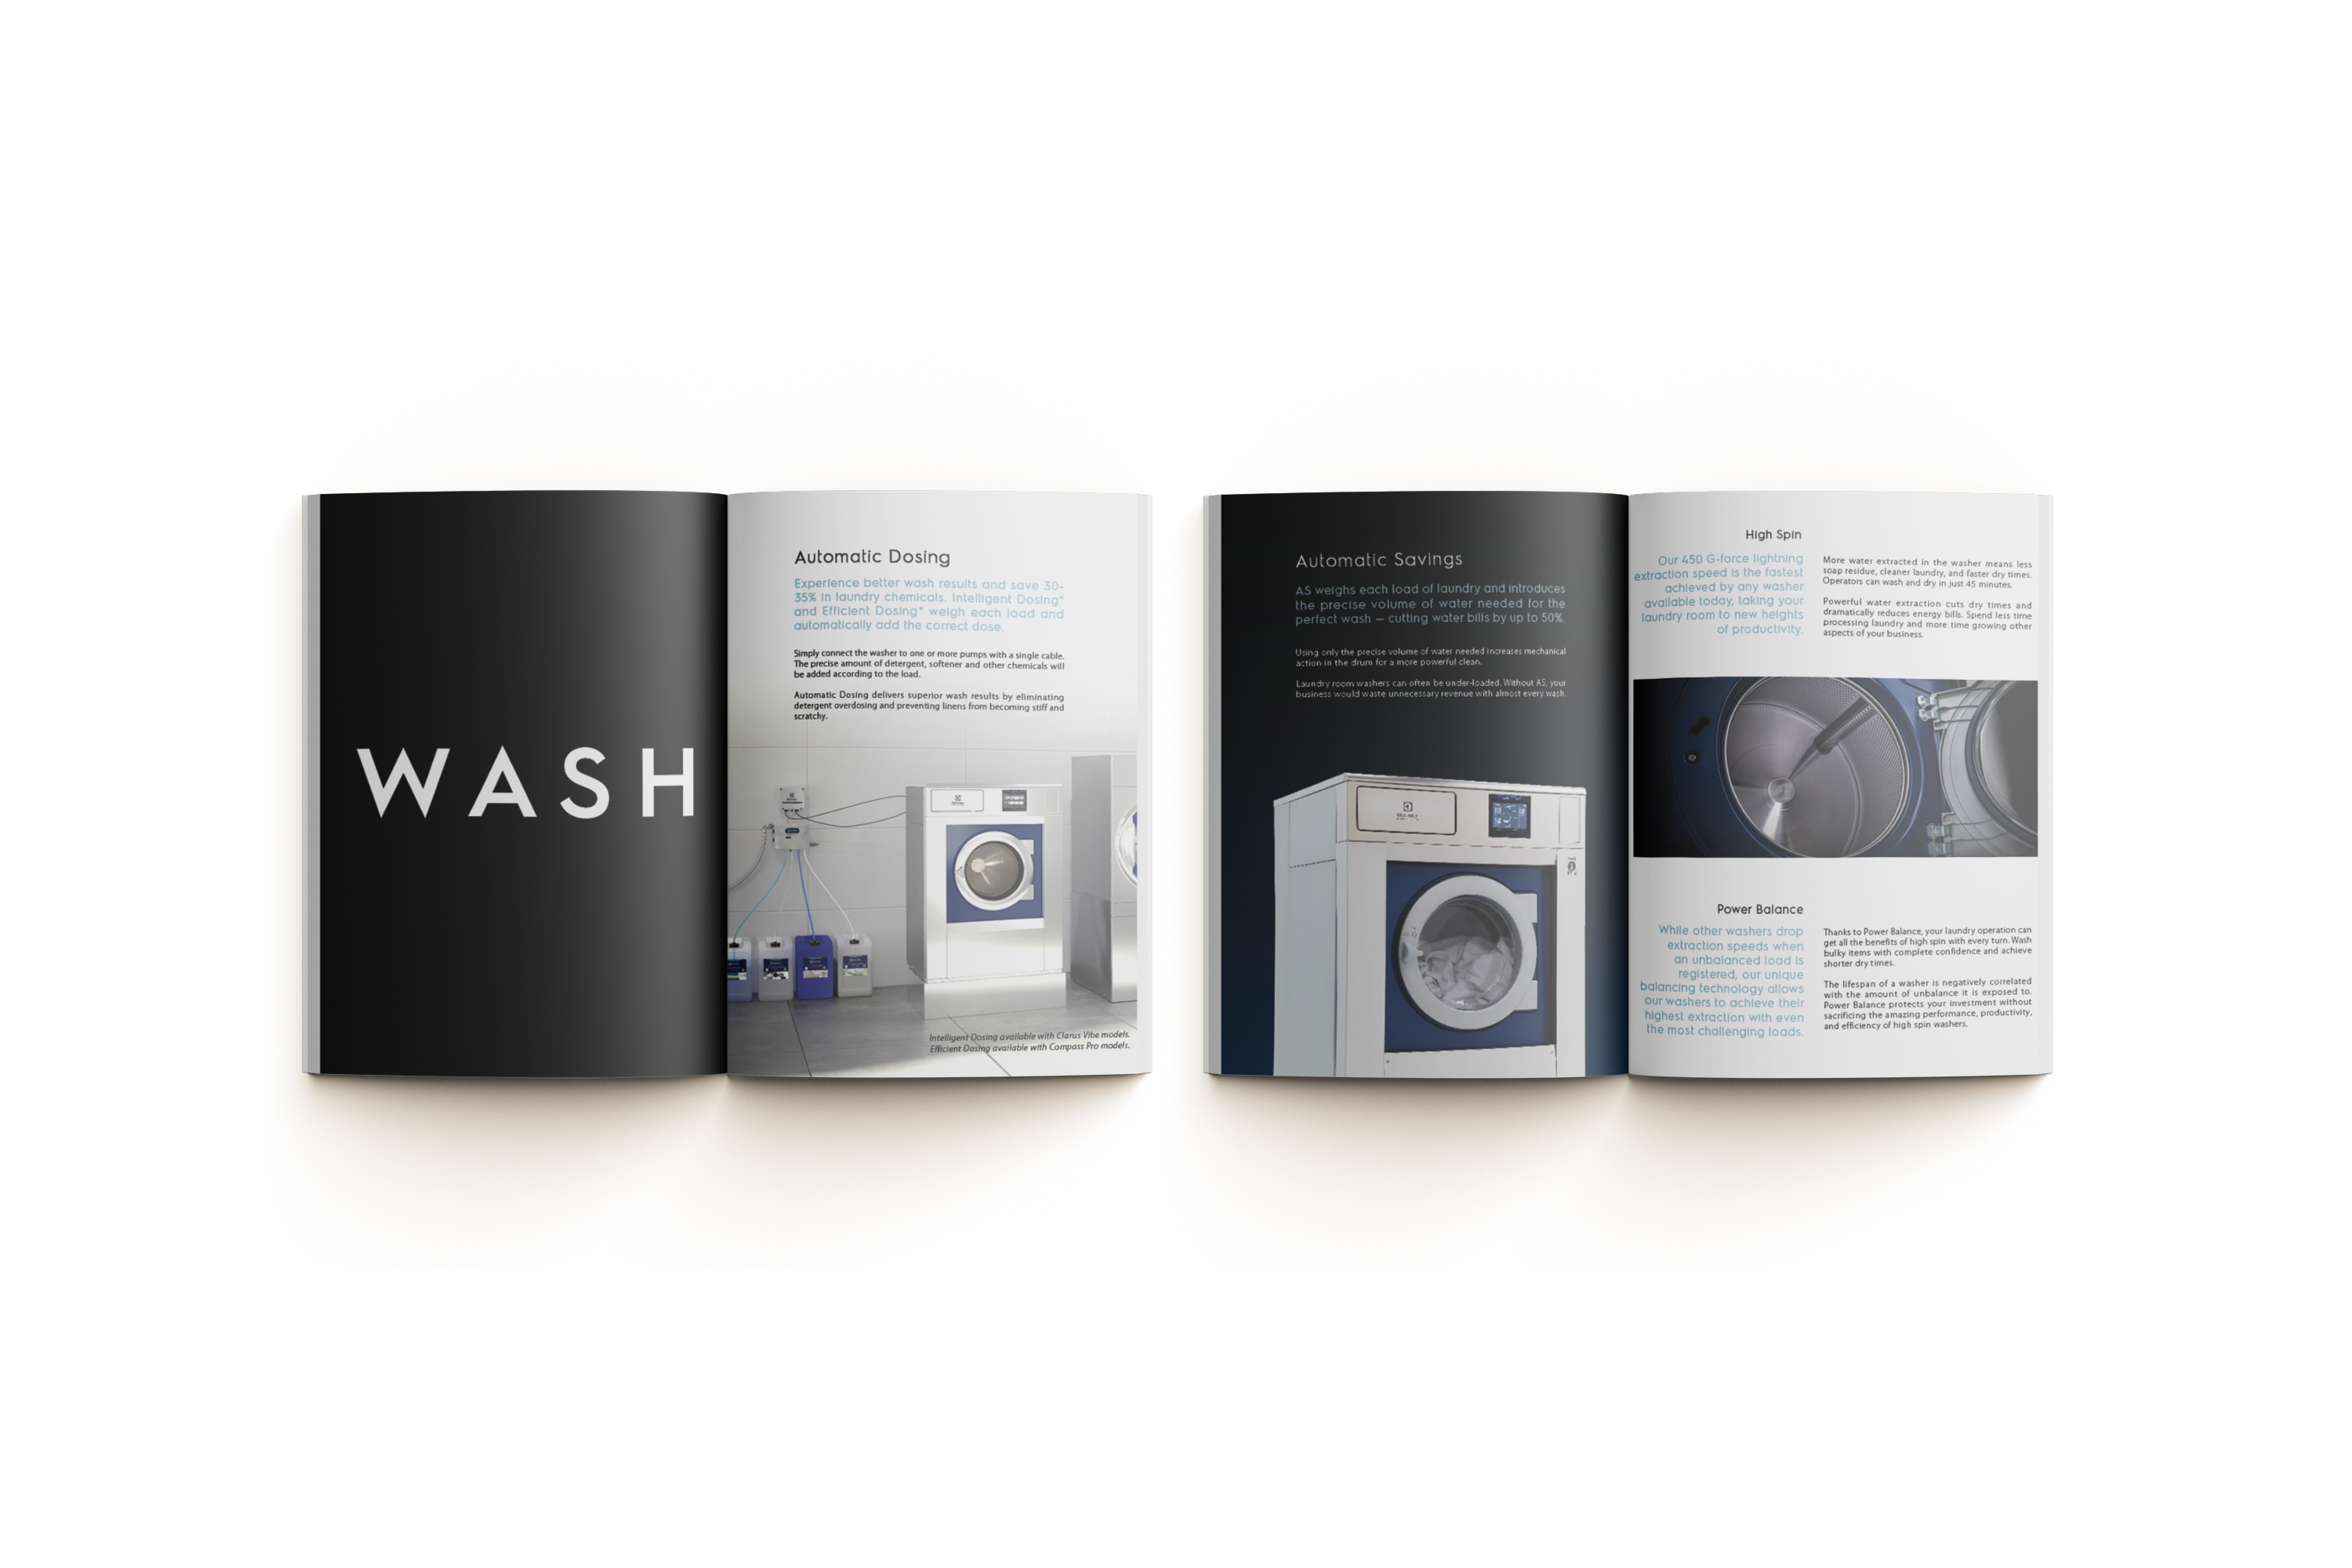 WASH
Automatic Dosing
Experience better wash results and save 30-
35% in laundry chemicals. Intelligent Dosing*
and Efficient Dosing* weigh each load and
automatically add the correct dose.
Simply connect the washer to one or more pumps with a single cable.
The precise amount of detergent, softener and other chemicals will
be added according to the load.
Automatic Dosing delivers superior wash results by eliminating
detergent overdosing and preventing linens from becoming stiff and
scratchy.
Intelligent Dosing available with Clarus Vibe models.
Efficient Dosing available with Compass Pro models.
Automatic Savings
AS weighs each load of laundry and introduces
the precise volume of water needed for the
perfect wash – cutting water bills by up to 50%.
Using only the precise volume of water needed increases mechanical
action in the drum for a more powerful clean.
Laundry room washers can often be under-loaded. Without AS, your
business would waste unnecessary revenue with almost every wash.
High Spin
Our 450 G-force lightning
extraction speed is the fastest
achieved by any washer
available today, taking your
laundry room to new heights
of productivity.
More water extracted in the washer means less
soap residue, cleaner laundry, and faster dry times.
Operators can wash and dry in just 45 minutes.
Powerful water extraction cuts dry times and
dramatically reduces energy bills. Spend less time
processing laundry and more time growing other
aspects of your business.
Power Balance
While other washers drop
extraction speeds when
an unbalanced load is
registered, our unique
balancing technology allows
our washers to achieve their
highest extraction with even
the most challenging loads.
Thanks to Power Balance, your laundry operation can
get all the benefits of high spin with every turn. Wash
bulky items with complete confidence and achieve
shorter dry times.
The lifespan of a washer is negatively correlated
with the amount of unbalance it is exposed to.
Power Balance protects your investment without
sacrificing the amazing performance, productivity,
and efficiency of high spin washers.